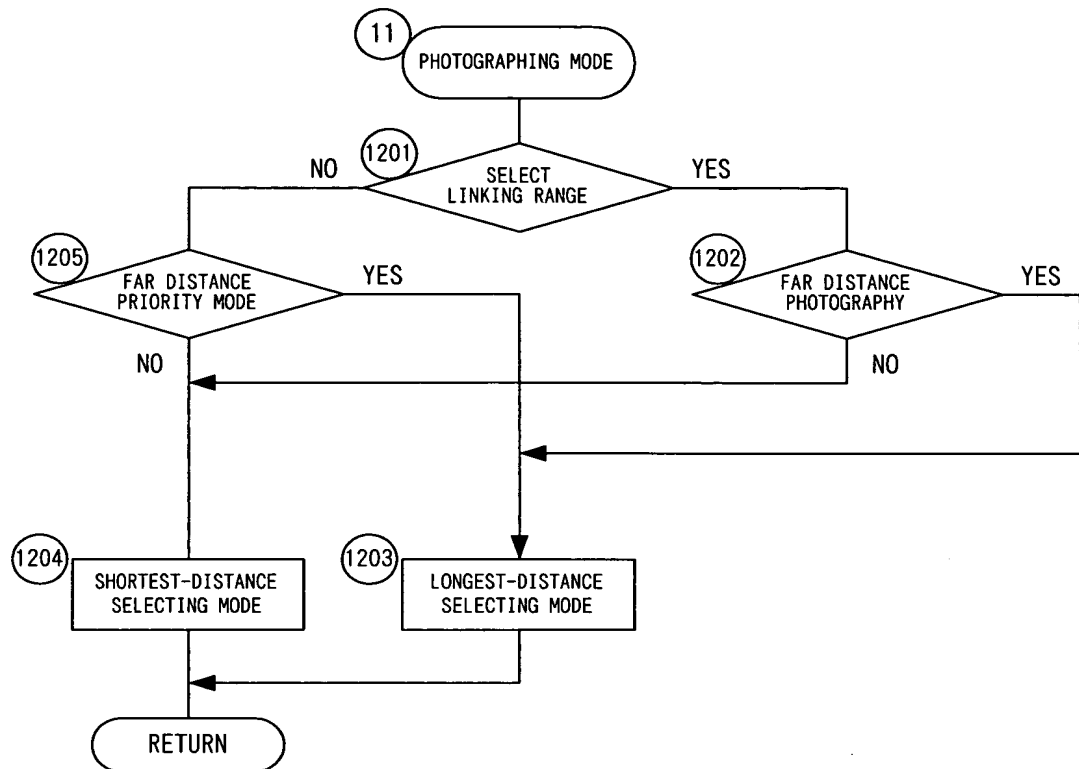 11
PHOTOGRAPHING MODE
1201
NO
SELECT
LINKING RANGE
YES
1205
FAR DISTANCE
PRIORITY MODE
YES
NO
1202
FAR DISTANCE
PHOTOGRAPHY
YES
NO
1204
SHORTEST-DISTANCE
SELECTING MODE
1203
LONGEST-DISTANCE
SELECTING MODE
RETURN